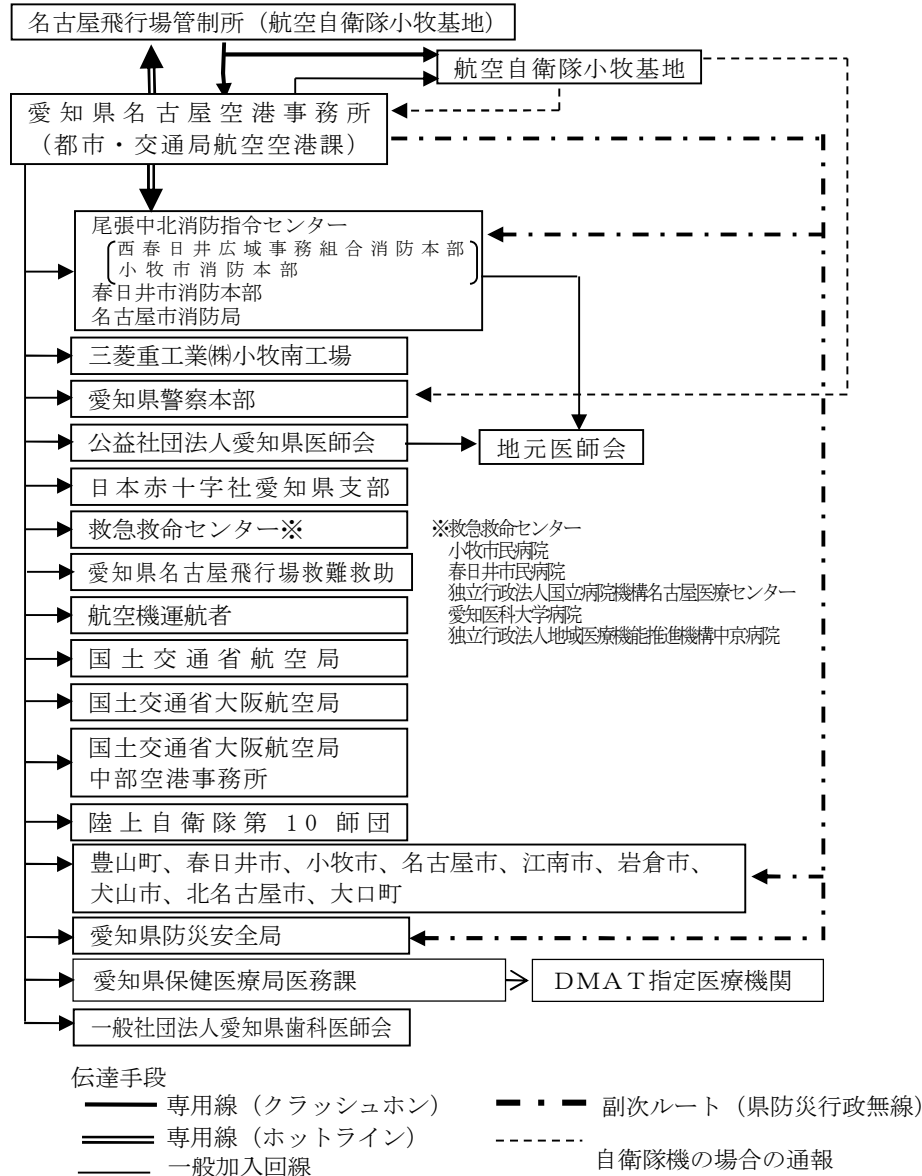 名古屋飛行場管制所（航空自衛隊小牧基地）
航空自衛隊小牧基地
愛知県名古屋空港事務所
（都市・交通局航空空港課）
尾張中北消防指令センター
西春日井広域事務組合消防本部
小牧市消防本部
春日井市消防本部
名古屋市消防局
三菱重工業㈱小牧南工場
愛知県警察本部
公益社団法人愛知県医師会
地元医師会
日本赤十字社愛知県支部
救急救命センター※
※救急救命センター
小牧市民病院
春日井市民病院
独立行政法人国立病院機構名古屋医療センター
愛知医科大学病院
独立行政法人地域医療機能推進機構中京病院
愛知県名古屋飛行場救難救助
航空機運航者
国土交通省航空局
国土交通省大阪航空局
国土交通省大阪航空局
中部空港事務所
陸上自衛隊第10師団
豊山町、春日井市、小牧市、名古屋市、江南市、岩倉市、
犬山市、北名古屋市、大口町
愛知県防災安全局
愛知県保健医療局医務課
DMAT指定医療機関
一般社団法人愛知県歯科医師会
伝達手段
専用線（クラッシュホン）
専用線（ホットライン）
一般加入回線
副次ルート（県防災行政無線）
自衛隊機の場合の通報